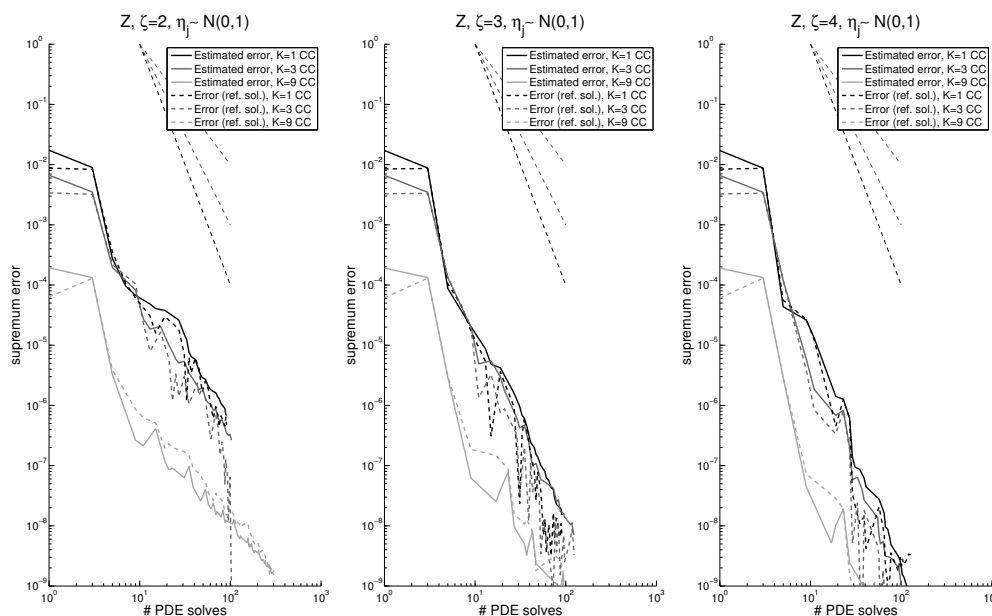 Z, ζ=2, η_j~ N(0,1)
10^0
10^-1
10^-2
10^-3
10^-4
10^-5
10^-6
10^-7
10^-8
10^-9
supremum error
10^0
10^1
10^2
10^3
# PDE solves
Estimated error, K=1 CC
Estimated error, K=3 CC
Estimated error, K=9 CC
Error (ref. sol.), K=1 CC
Error (ref. sol.), K=3 CC
Error (ref. sol.), K=9 CC
Z, ζ=3, η_j~ N(0,1)
10^0
10^-1
10^-2
10^-3
10^-4
10^-5
10^-6
10^-7
10^-8
10^-9
supremum error
10^0
10^1
10^2
10^3
# PDE solves
Estimated error, K=1 CC
Estimated error, K=3 CC
Estimated error, K=9 CC
Error (ref. sol.), K=1 CC
Error (ref. sol.), K=3 CC
Error (ref. sol.), K=9 CC
Z, ζ=4, η_j~ N(0,1)
10^0
10^-1
10^-2
10^-3
10^-4
10^-5
10^-6
10^-7
10^-8
10^-9
supremum error
10^0
10^1
10^2
10^3
# PDE solves
Estimated error, K=1 CC
Estimated error, K=3 CC
Estimated error, K=9 CC
Error (ref. sol.), K=1 CC
Error (ref. sol.), K=3 CC
Error (ref. sol.), K=9 CC